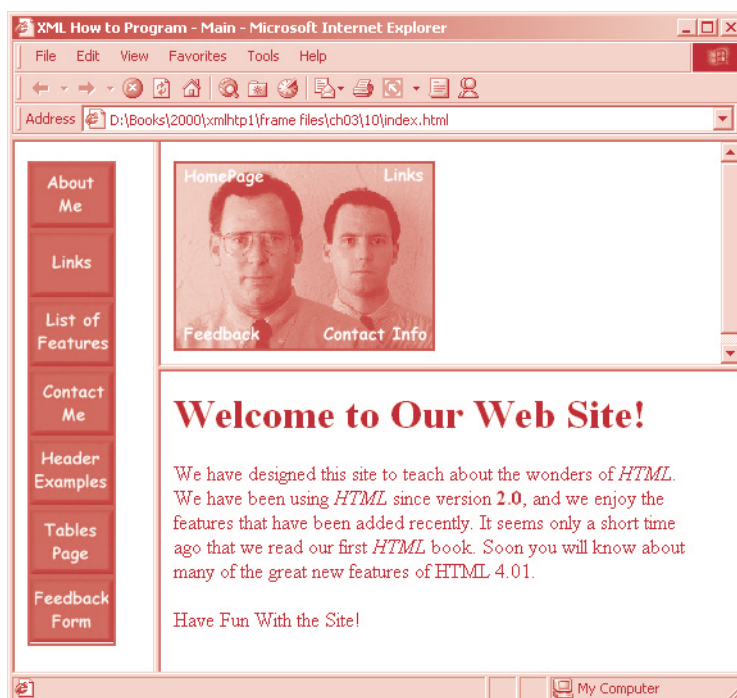 XML How to Program - Main - Microsoft Internet Explorer
File Edit View Favorites Tools Help
Address D:\Books\2000\xmlhtp1\frame files\ch03\10\index.html
About
Me
Links
List of
Features
Contact
Me
Header
Examples
Tables
Page
Feedback
Form
HomePage Links
Feedback Contact Info
Welcome to Our Web Site!
We have designed this site to teach about the wonders of HTML.
We have been using HTML since version 2.0, and we enjoy the
features that have been added recently. It seems only a short time
ago that we read our first HTML book. Soon you will know about
many of the great new features of HTML 4.01.
Have Fun With the Site!
My Computer